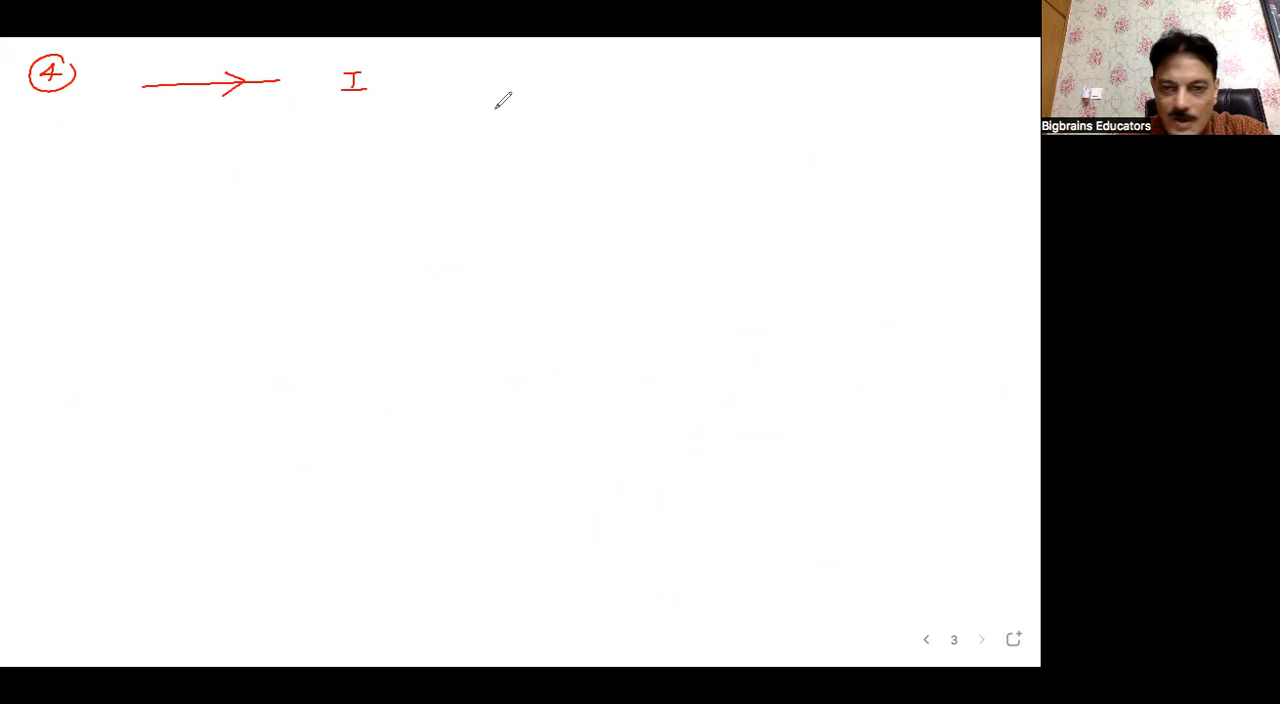 ④ → I
Bigbrains Educators
3